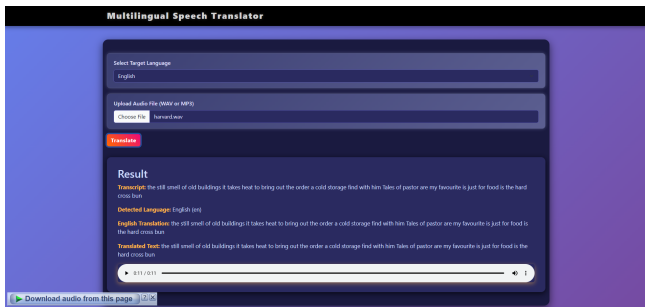 Multilingual Speech Translator
Select Target Language
English
Upload Audio File (WAV or MP3)
Choose File harvard.wav
Translate
Result
Transcript: the still smell of old buildings it takes heat to bring out the order a cold storage find with him Tales of pastor are my favourite is just for food is the hard
cross bun
Detected Language: English (en)
English Translation: the still smell of old buildings it takes heat to bring out the order a cold storage find with him Tales of pastor are my favourite is just for food is
the hard cross bun
Translated Text: the still smell of old buildings it takes heat to bring out the order a cold storage find with him Tales of pastor are my favourite is just for food is the
hard cross bun
0:11 / 0:11
Download audio from this page ? X